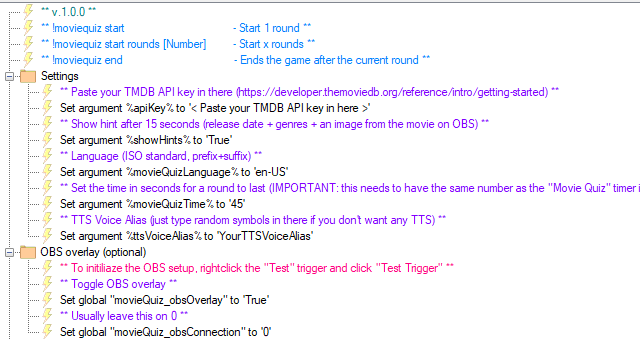 ** v.1.0.0 **
** !moviequiz start - Start 1 round **
** !moviequiz start rounds [Number] - Start x rounds **
** !moviequiz end - Ends the game after the current round **
Settings
** Paste your TMDB API key in there (https://developer.themoviedb.org/reference/intro/getting-started) **
Set argument %apiKey% to '< Paste your TMDB API key in here >'
** Show hint after 15 seconds (release date + genres + an image from the movie on OBS) **
Set argument %showHints% to 'True'
** Language (ISO standard, prefix+suffix) **
Set argument %movieQuizLanguage% to 'en-US'
** Set the time in seconds for a round to last (IMPORTANT: this needs to have the same number as the "Movie Quiz" timer i
Set argument %movieQuizTime% to '45'
** TTS Voice Alias (just type random symbols in there if you don't want any TTS) **
Set argument %ttsVoiceAlias% to 'YourTTSVoiceAlias'
OBS overlay (optional)
** To initiliaze the OBS setup, rightclick the "Test" trigger and click "Test Trigger" **
** Toggle OBS overlay **
Set global "movieQuiz_obsOverlay" to 'True'
** Usually leave this on 0 **
Set global "movieQuiz_obsConnection" to '0'